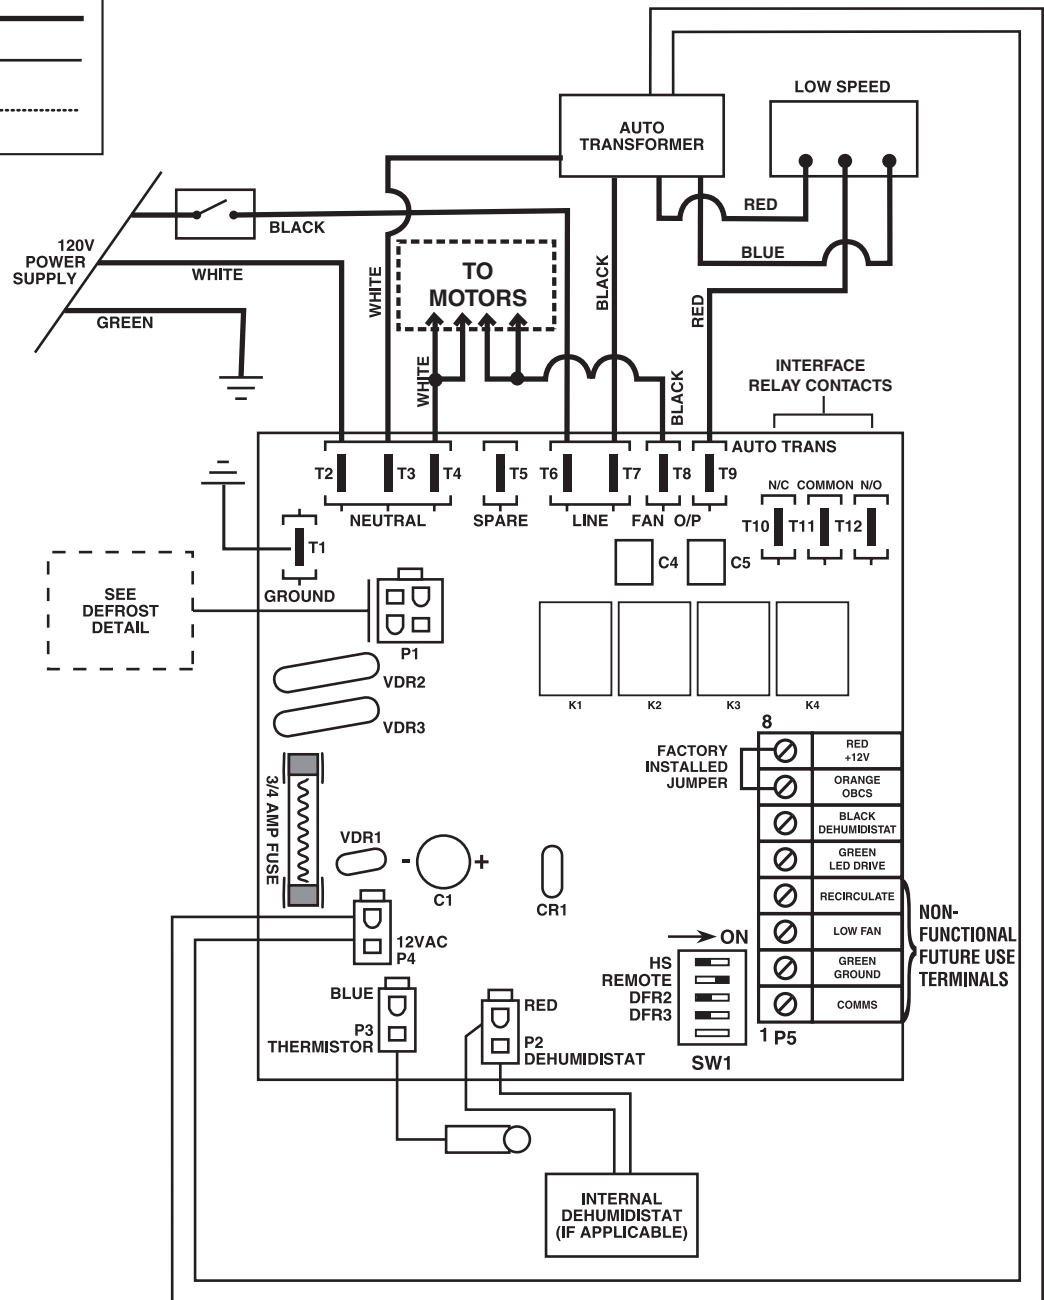 LOW SPEED
AUTO
TRANSFORMER
RED
BLACK
120V
POWER
SUPPLY
WHITE
BLUE
TO
MOTORS
WHITE
BLACK
RED
GREEN
WHITE
BLACK
INTERFACE
RELAY CONTACTS
AUTO TRANS
T2
T3
T4
T5
T6
T7
T8
T9
N/C COMMON N/O
T10
T11
T12
NEUTRAL
SPARE
LINE
FAN O/P
T1
GROUND
C4
C5
SEE
DEFROST
DETAIL
P1
VDR2
VDR3
K1
K2
K3
K4
8
FACTORY
INSTALLED
JUMPER
RED
+12V
ORANGE
OBCS
BLACK
DEHUMIDISTAT
GREEN
LED DRIVE
RECIRCULATE
LOW FAN
GREEN
GROUND
COMMS
1 P5
NON-
FUNCTIONAL
FUTURE USE
TERMINALS
3/4 AMP FUSE
VDR1
- +
C1
CR1
12VAC
P4
ON
HS
REMOTE
DFR2
DFR3
SW1
BLUE
P3
THERMISTOR
RED
P2
DEHUMIDISTAT
INTERNAL
DEHUMIDISTAT
(IF APPLICABLE)